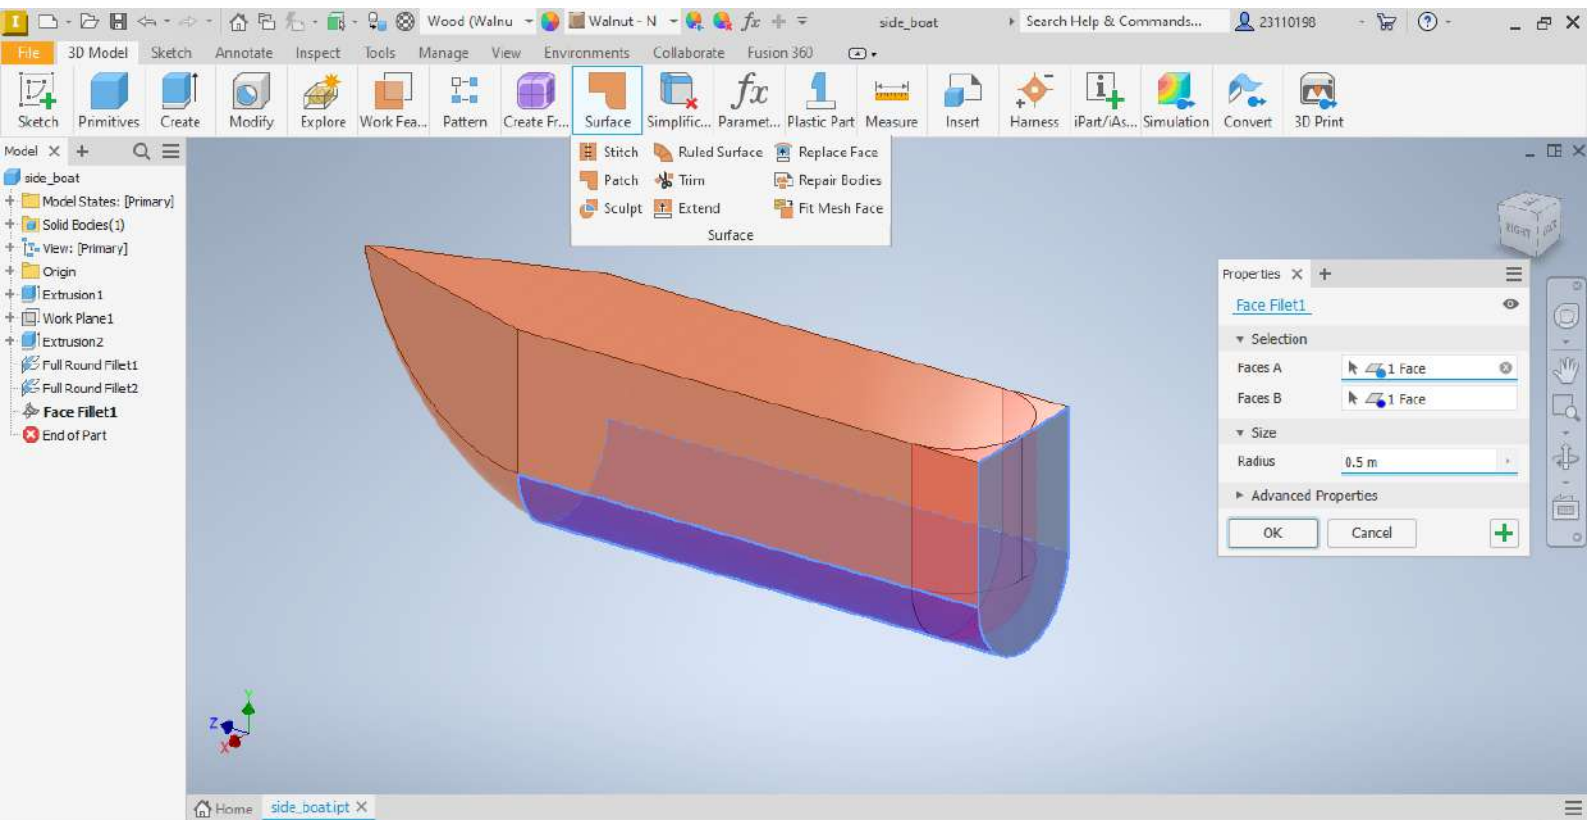 Wood (Walnu
Walnut - N
fx
side_boat
Search Help & Commands...
23110198
File 3D Model Sketch Annotate Inspect Tools Manage View Environments Collaborate Fusion 360
Sketch Primitives Create Modify Explore Work Fea... Pattern Create Fr... Surface Simplific... Paramet... Plastic Part Measure Insert Harness iPart/iAs... Simulation Convert 3D Print
Stitch Ruled Surface Replace Face
Patch Trim Repair Bodies
Sculpt Extend Fit Mesh Face
Surface
Model
side_boat
Model States: [Primary]
Solid Bodies(1)
View: [Primary]
Origin
Extrusion1
Work Plane1
Extrusion2
Full Round Fillet1
Full Round Fillet2
Face Fillet1
End of Part
RIGHT
Properties
Face Fillet1
Selection
Faces A 1 Face
Faces B 1 Face
Size
Radius 0.5 m
Advanced Properties
OK Cancel
Y
Z
X
Home side_boat.ipt